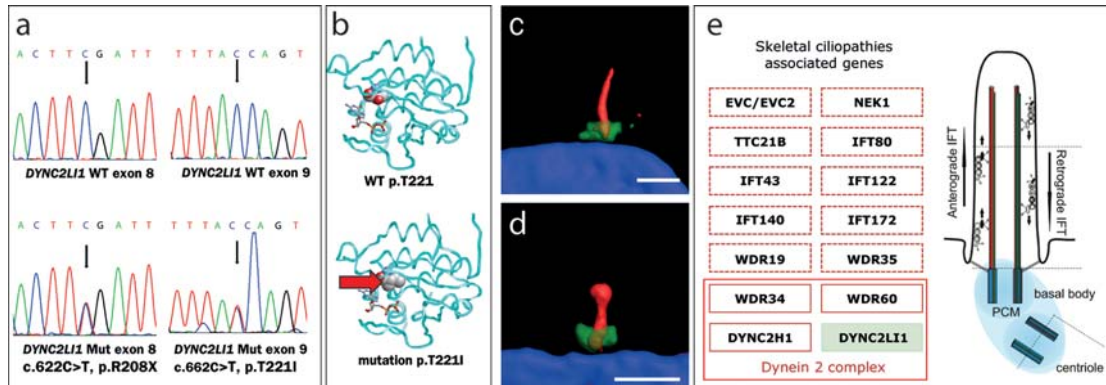 a
A C T T C G A T T
T T T A C C A G T
DYNC2LI1 WT exon 8
DYNC2LI1 WT exon 9
A C T T C G A T T
T T T A C C A G T
DYNC2LI1 Mut exon 8
c.622C>T, p.R208X
DYNC2LI1 Mut exon 9
c.662C>T, p.T221I
b
WT p.T221
mutation p.T221I
c
d
e
Skeletal ciliopathies
associated genes
EVC/EVC2
NEK1
TTC21B
IFT80
IFT43
IFT122
IFT140
IFT172
WDR19
WDR35
WDR34
WDR60
DYNC2H1
DYNC2LI1
Dynein 2 complex
Anterograde IFT
Retrograde IFT
basal body
PCM
centriole